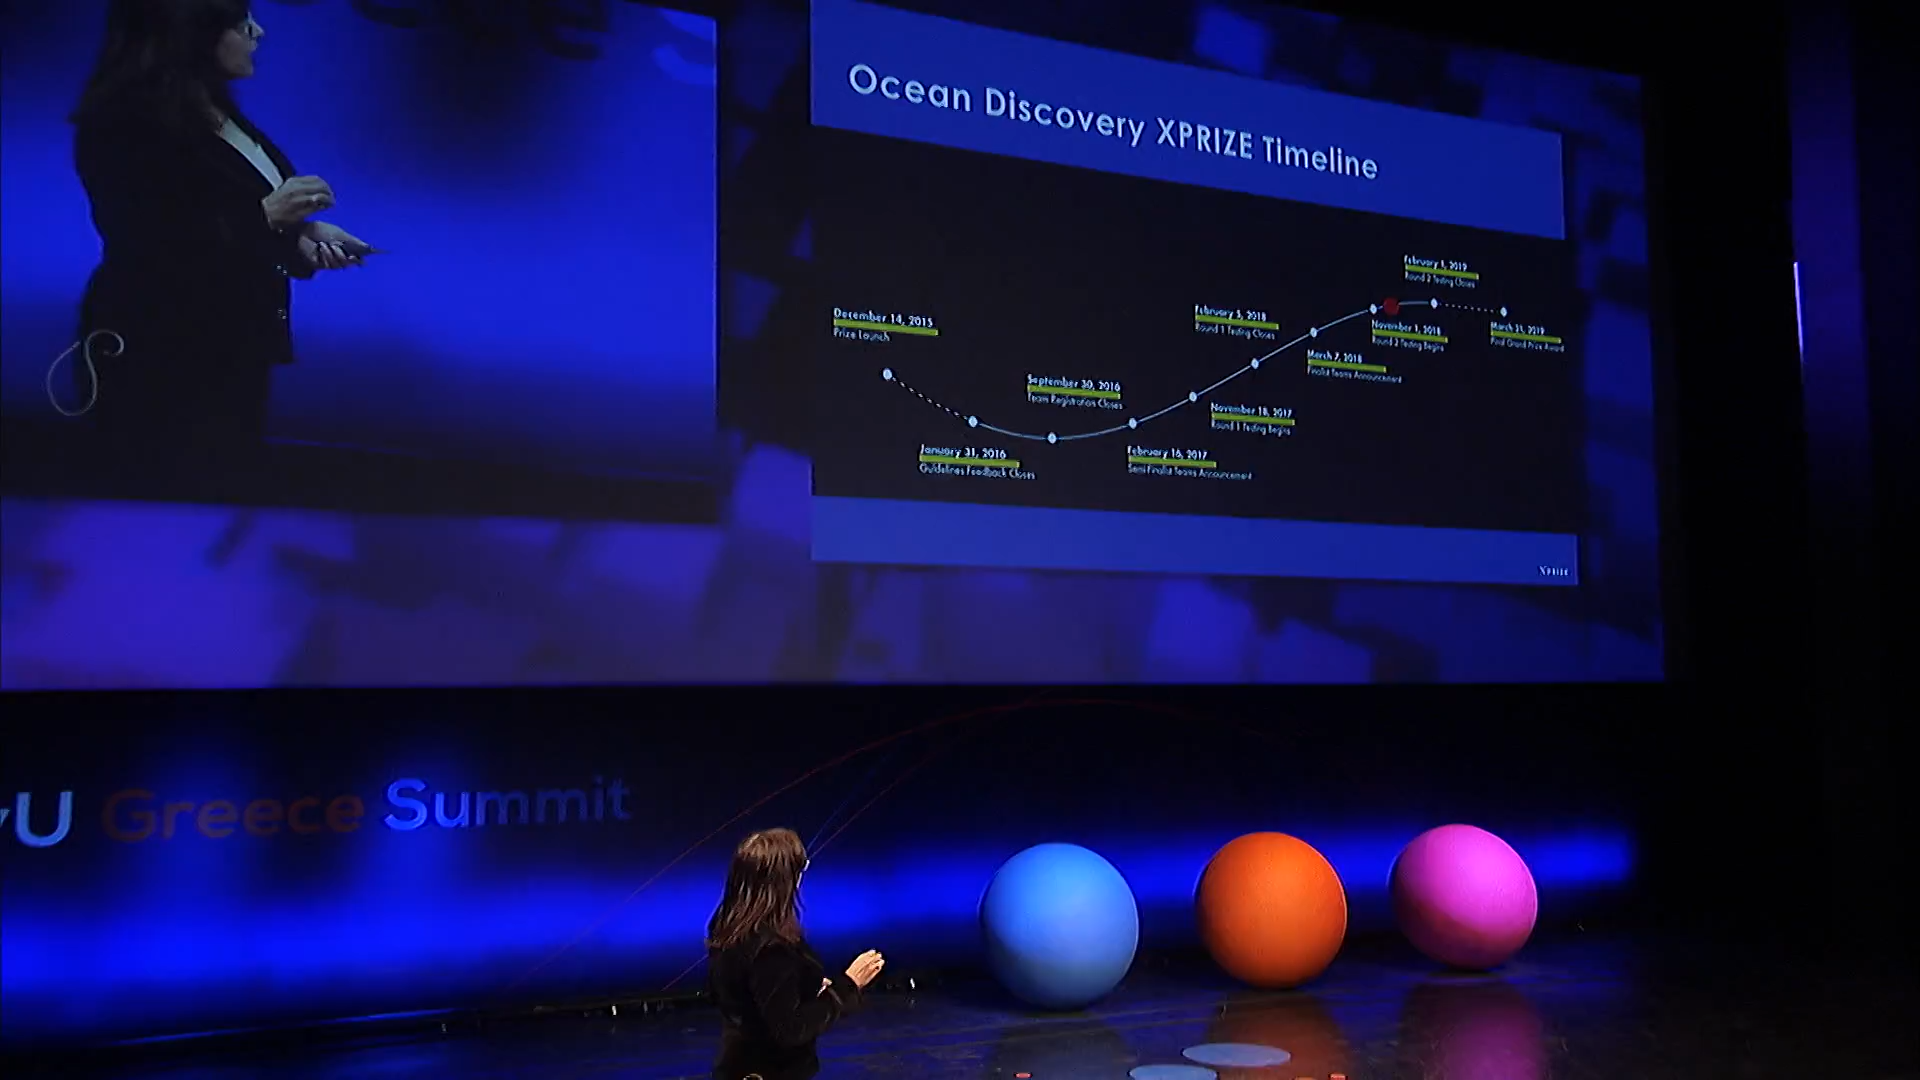 Ocean Discovery XPRIZE Timeline
February 1, 2019
Round 2 Testing Closes
December 14, 2015
Prize Launch
February 5, 2018
Round 1 Testing Closes
November 1, 2018
Round 2 Testing Begins
March 31, 2019
Final Grand Prize Award
March 7, 2018
Finalist Teams Announcement
September 30, 2016
Team Registration Closes
November 18, 2017
Round 1 Testing Begins
January 31, 2016
Guidelines Feedback Closes
February 16, 2017
Semi Finalist Teams Announcement
XPRIZE
U Greece Summit